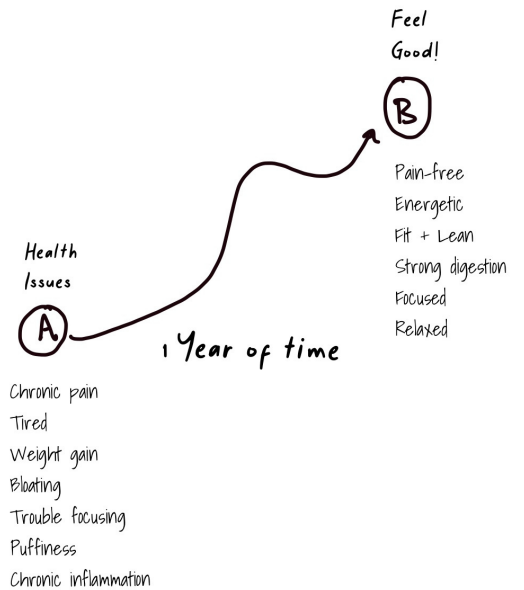 Feel
Good!
B
Pain-free
Energetic
Fit + Lean
Strong digestion
Focused
Relaxed
Health
Issues
A
1 Year of time
Chronic pain
Tired
Weight gain
Bloating
Trouble focusing
Puffiness
Chronic inflammation